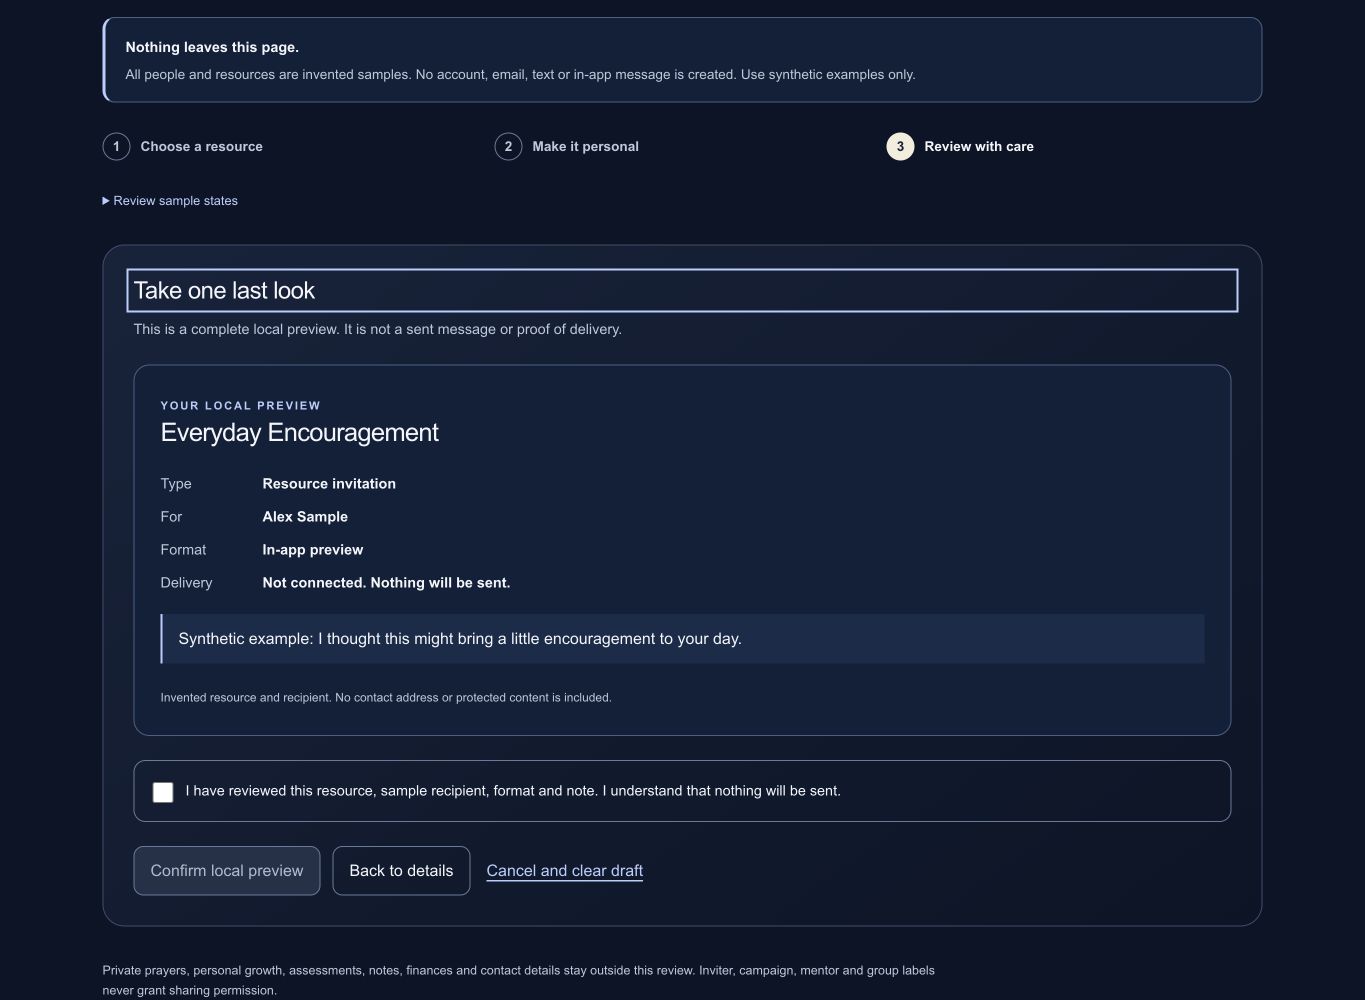 Nothing leaves this page.
All people and resources are invented samples. No account, email, text or in-app message is created. Use synthetic examples only.
1 Choose a resource
2 Make it personal
3 Review with care
Review sample states
Take one last look
This is a complete local preview. It is not a sent message or proof of delivery.
YOUR LOCAL PREVIEW
Everyday Encouragement
Type Resource invitation
For Alex Sample
Format In-app preview
Delivery Not connected. Nothing will be sent.
Synthetic example: I thought this might bring a little encouragement to your day.
Invented resource and recipient. No contact address or protected content is included.
I have reviewed this resource, sample recipient, format and note. I understand that nothing will be sent.
Confirm local preview
Back to details
Cancel and clear draft
Private prayers, personal growth, assessments, notes, finances and contact details stay outside this review. Inviter, campaign, mentor and group labels
never grant sharing permission.